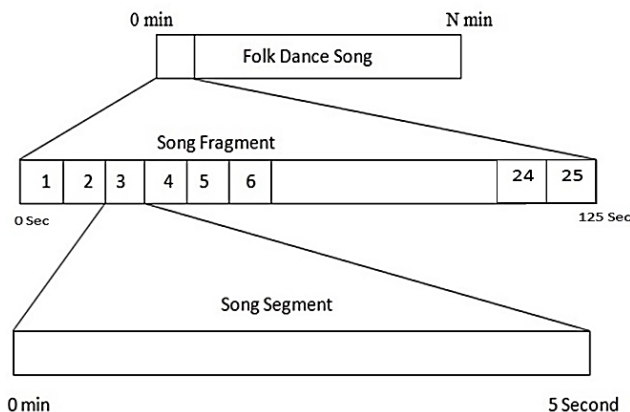 0 min N min
Folk Dance Song
Song Fragment
1 2 3 4 5 6 24 25
0 Sec 125 Sec
Song Segment
0 min 5 Second